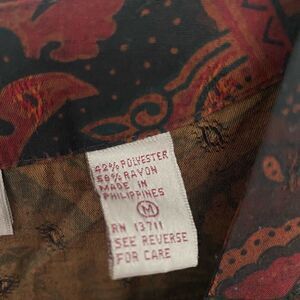 42% POLYESTER
58% RAYON
MADE IN
PHILIPPINES
M
RN 13711
SEE REVERSE
FOR CARE